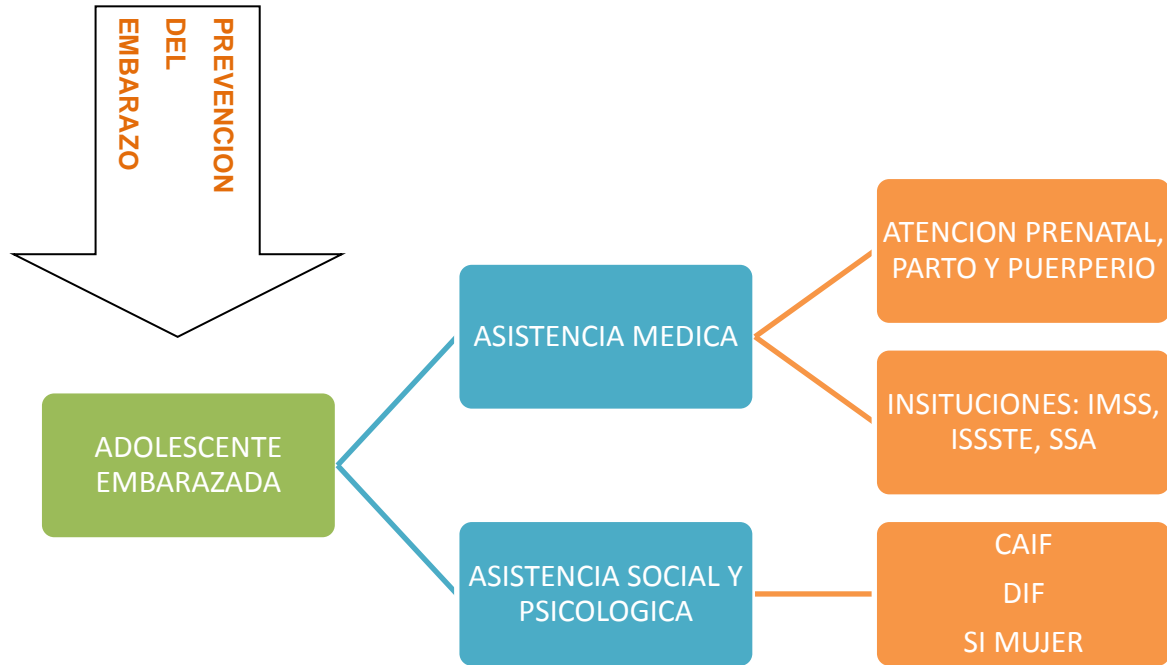 PREVENCION
DEL
EMBARAZO
ATENCION PRENATAL,
PARTO Y PUERPERIO
ASISTENCIA MEDICA
INSITUCIONES: IMSS,
ISSSTE, SSA
ADOLESCENTE
EMBARAZADA
ASISTENCIA SOCIAL Y
PSICOLOGICA
CAIF
DIF
SI MUJER